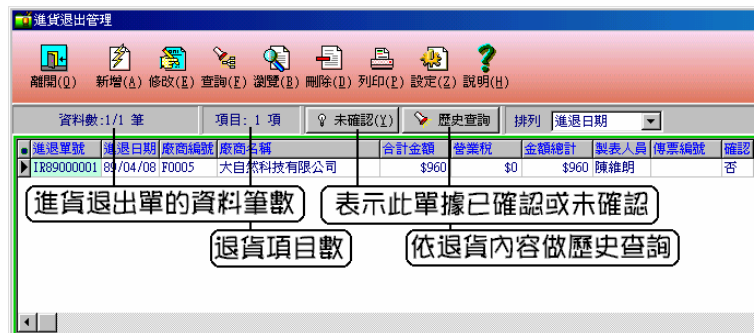 進貨退出管理
離開(Q) 新增(A) 修改(E) 查詢(F) 瀏覽(B) 刪除(D) 列印(P) 設定(Z) 說明(H)
資料數:1/1 筆 項目: 1 項 未確認(Y) 歷史查詢 排列 進退日期
進退單號 進退日期 廠商編號 廠商名稱 合計金額 營業稅 金額總計 製表人員 傳票編號 確認
IR89000001 89/04/08 F0005 大自然科技有限公司 $960 $0 $960 陳維朗 否
進貨退出單的資料筆數 表示此單據已確認或未確認
退貨項目數 依退貨內容做歷史查詢